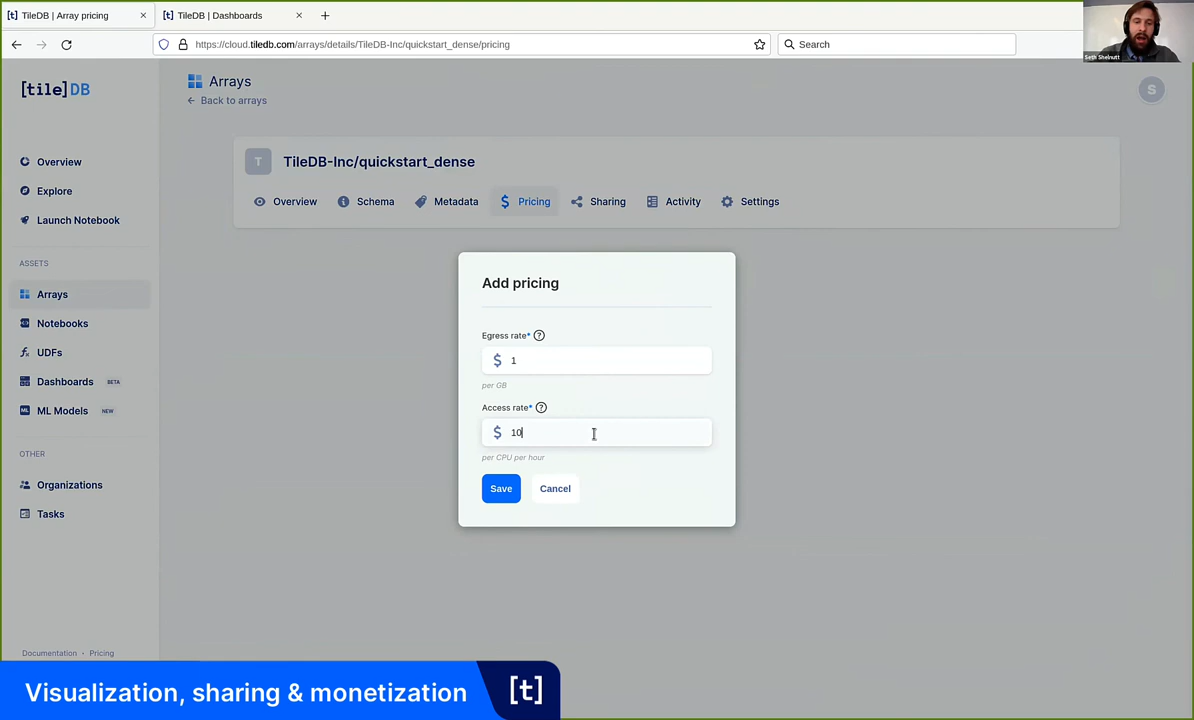 TileDB | Array pricing
TileDB | Dashboards
https://cloud.tiledb.com/arrays/details/TileDB-Inc/quickstart_dense/pricing
Search
Seth Shelnutt
[tile]DB
Arrays
Back to arrays
S
T TileDB-Inc/quickstart_dense
Overview Schema Metadata $ Pricing Sharing Activity Settings
Overview
Explore
Launch Notebook
ASSETS
Arrays
Notebooks
UDFs
Dashboards BETA
ML Models NEW
OTHER
Organizations
Tasks
Documentation · Pricing
Add pricing
Egress rate* ?
$ 1
per GB
Access rate* ?
$ 10
per CPU per hour
Save Cancel
Visualization, sharing & monetization [t]